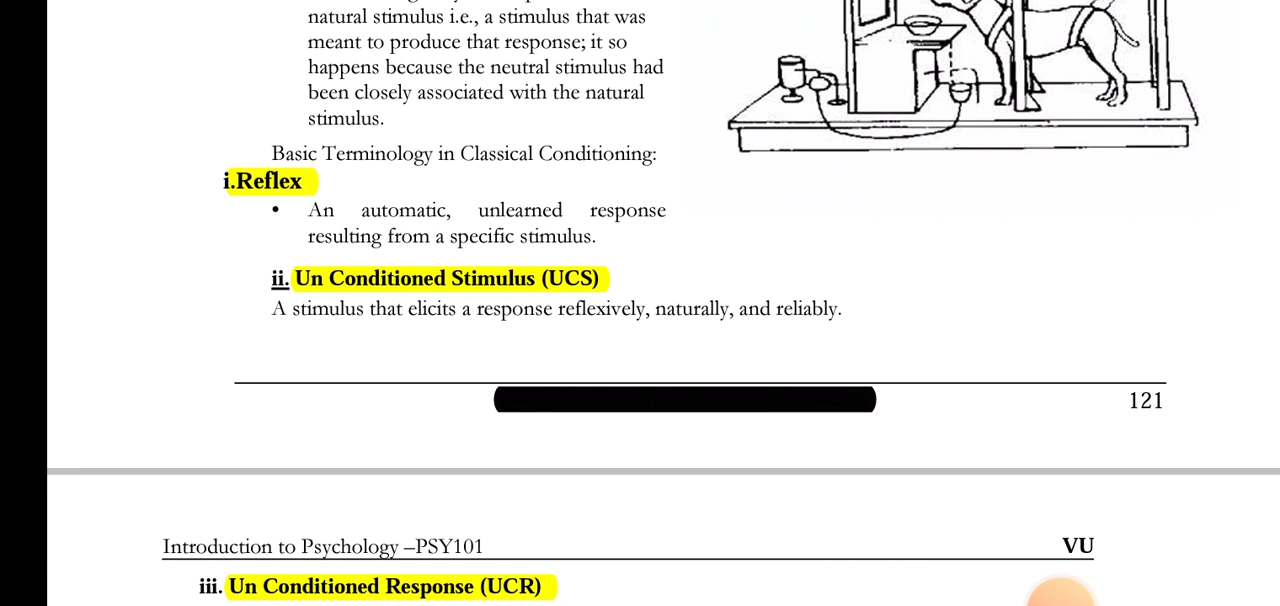 natural stimulus i.e., a stimulus that was
meant to produce that response; it so
happens because the neutral stimulus had
been closely associated with the natural
stimulus.
Basic Terminology in Classical Conditioning:
i.Reflex
• An automatic, unlearned response
resulting from a specific stimulus.
ii. Un Conditioned Stimulus (UCS)
A stimulus that elicits a response reflexively, naturally, and reliably.
121
Introduction to Psychology –PSY101 VU
iii. Un Conditioned Response (UCR)